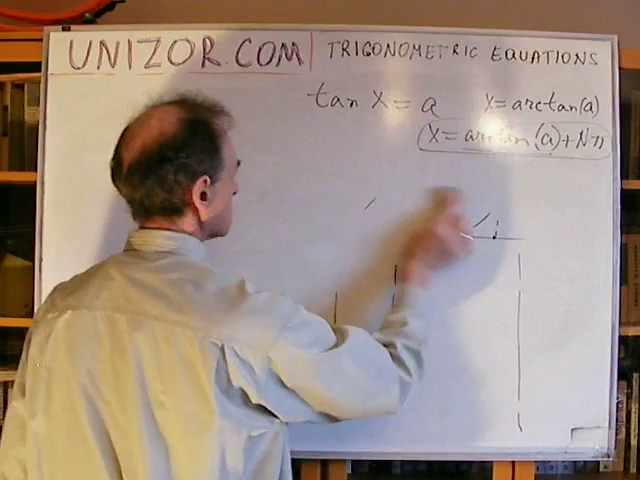 UNIZOR.COM | TRIGONOMETRIC EQUATIONS
tan X = a X = arctan(a)
X = arctan(a)+Nπ